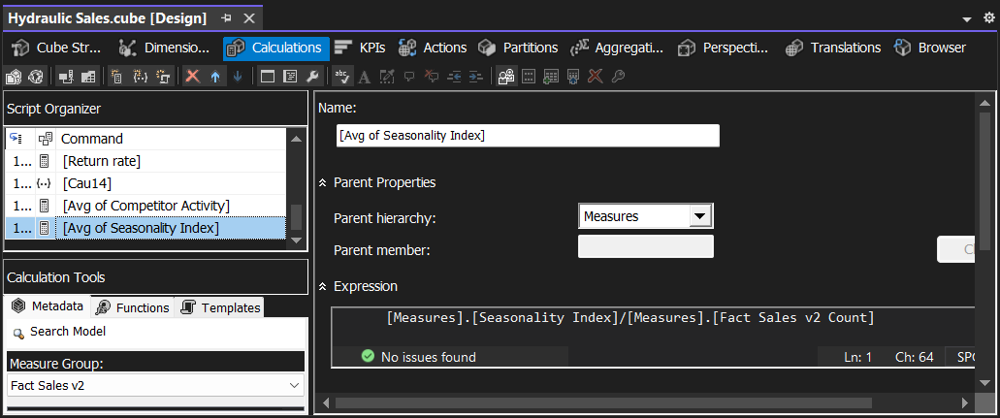 Hydraulic Sales.cube [Design]
Cube Str... Dimensio... Calculations KPIs Actions Partitions Aggregati... Perspecti... Translations Browser
Script Organizer
Command
1... [Return rate]
1... [Cau14]
1... [Avg of Competitor Activity]
1... [Avg of Seasonality Index]
Calculation Tools
Metadata Functions Templates
Search Model
Measure Group:
Fact Sales v2
Name:
[Avg of Seasonality Index]
Parent Properties
Parent hierarchy: Measures
Parent member:
Expression
[Measures].[Seasonality Index]/[Measures].[Fact Sales v2 Count]
No issues found Ln: 1 Ch: 64